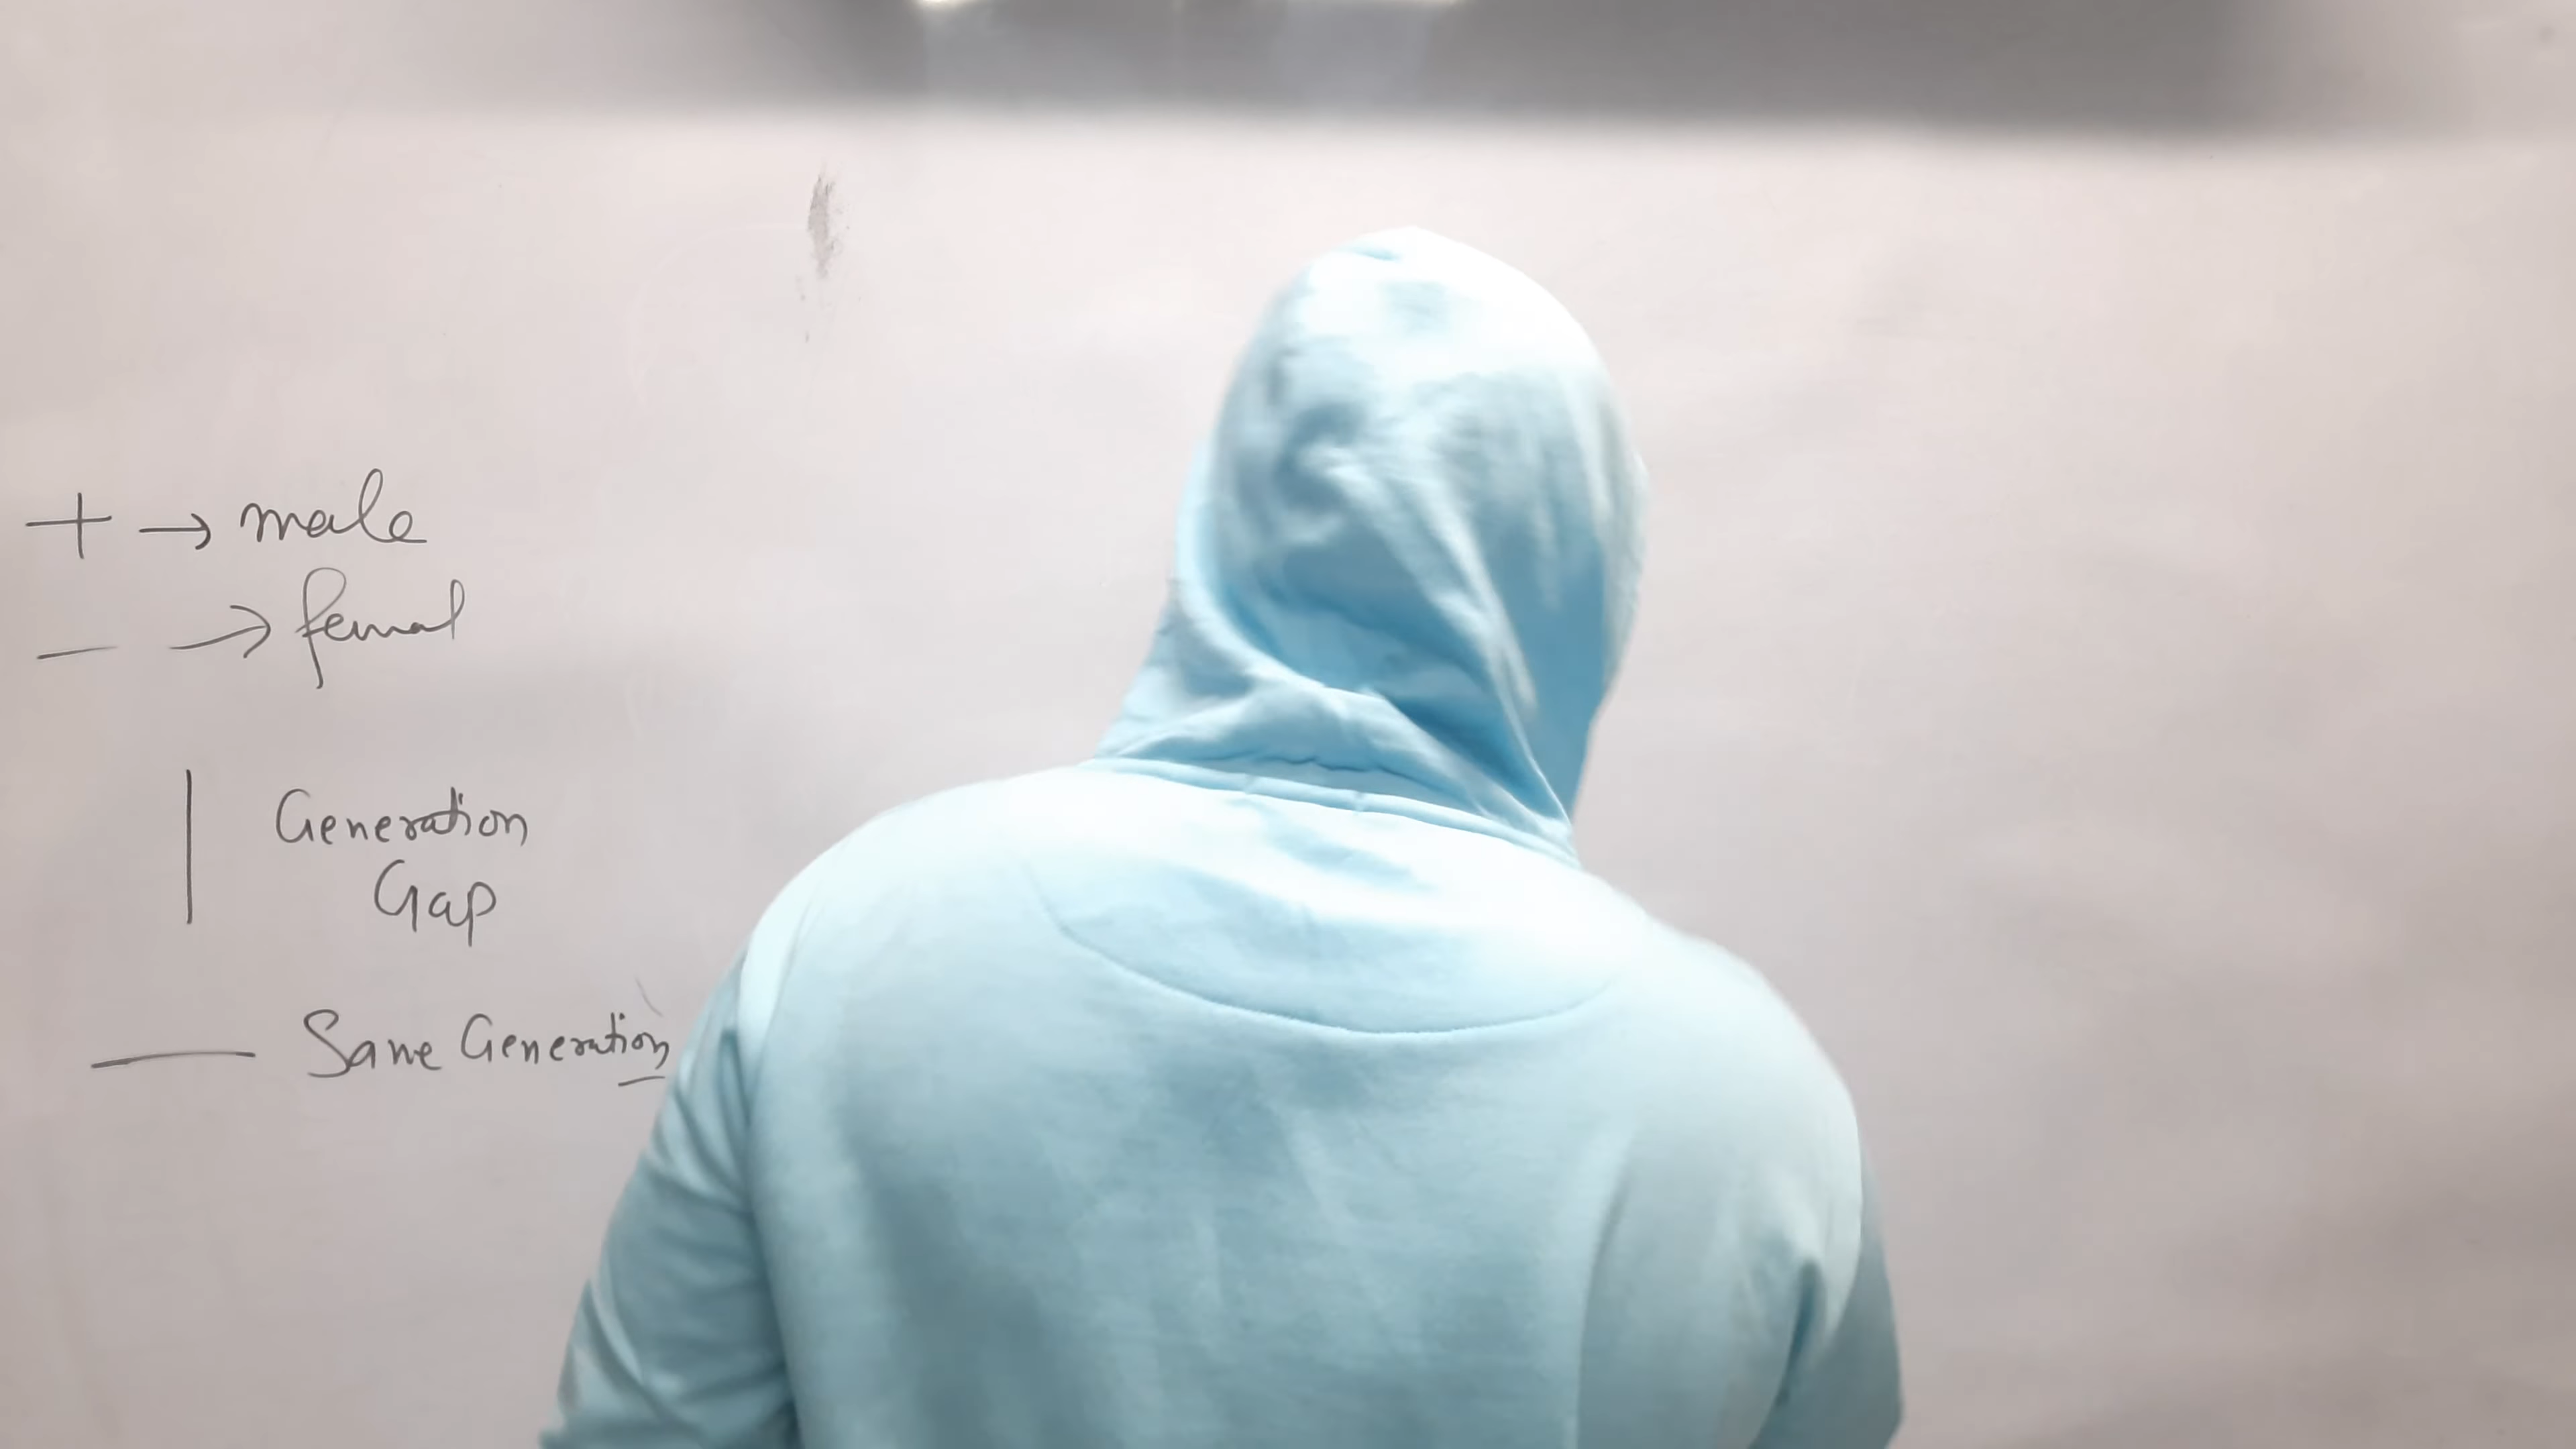 + → male
— → femal
| Generation
Gap
— Same Generation